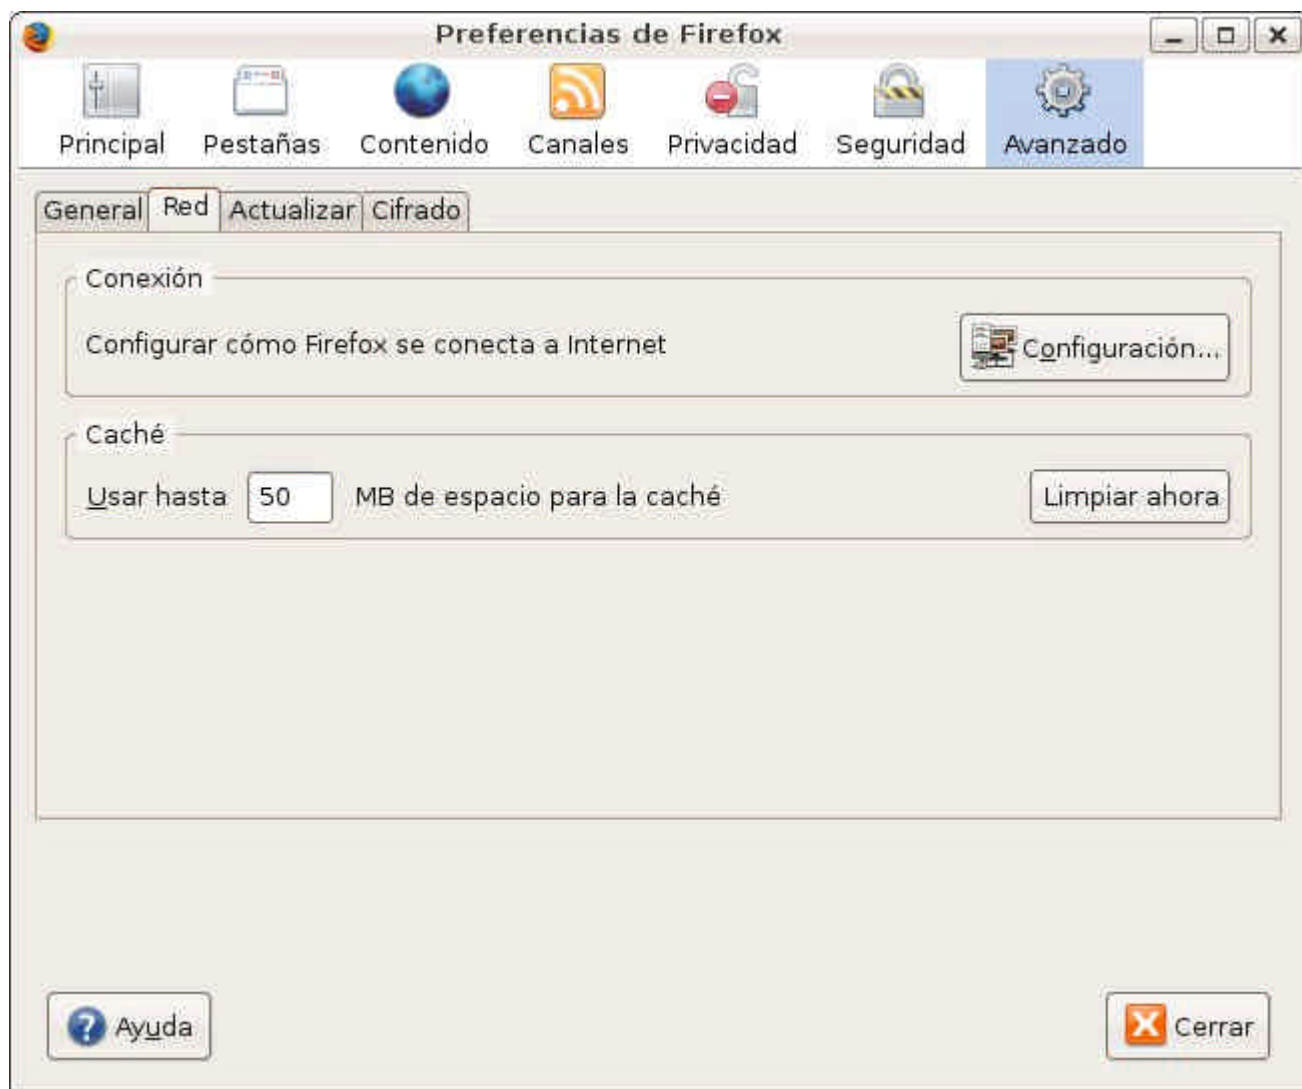 Preferencias de Firefox
Principal Pestañas Contenido Canales Privacidad Seguridad Avanzado
General Red Actualizar Cifrado
Conexión
Configurar cómo Firefox se conecta a Internet Configuración...
Caché
Usar hasta 50 MB de espacio para la caché Limpiar ahora
Ayuda Cerrar